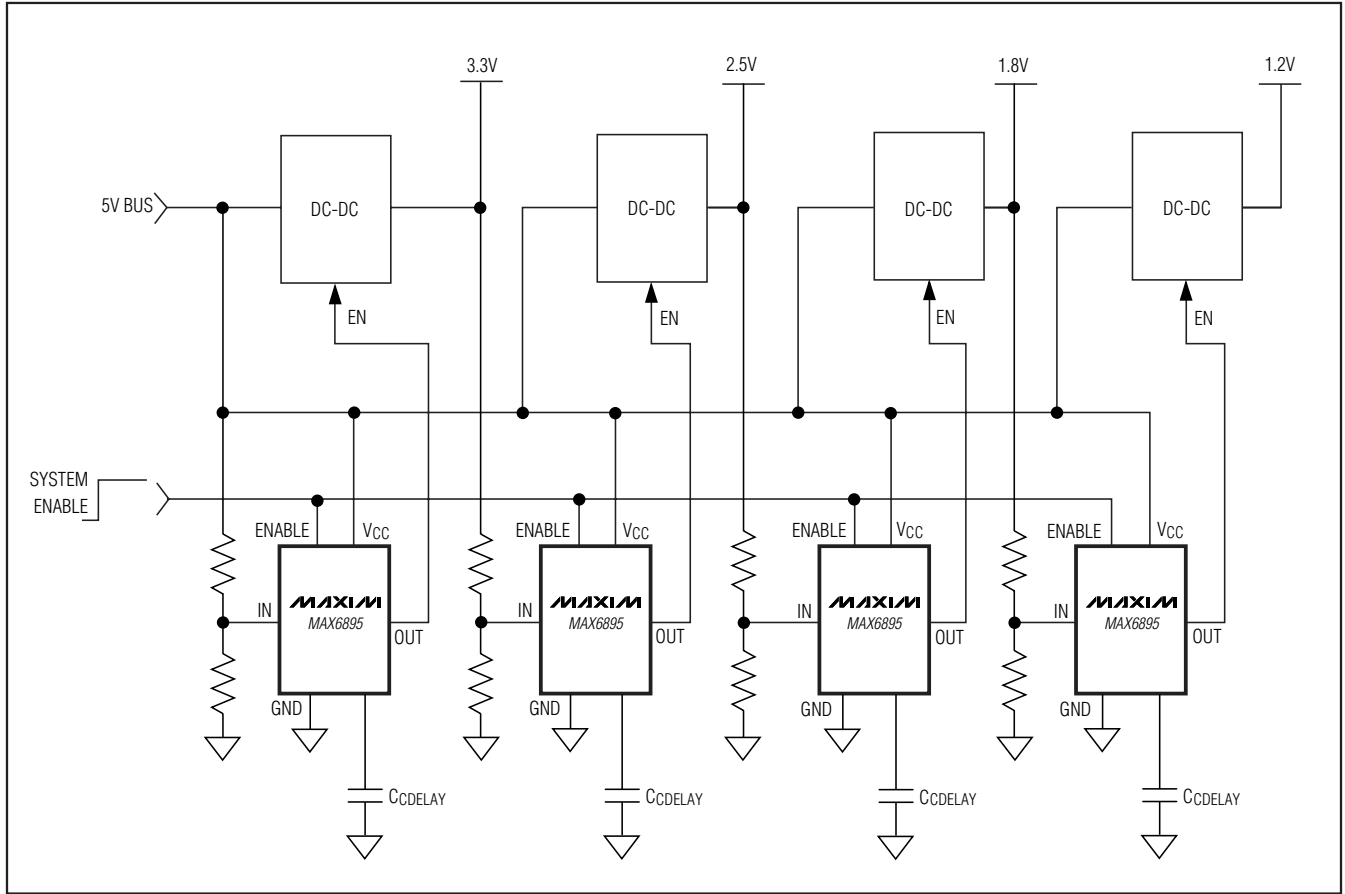 3.3V
2.5V
1.8V
1.2V
5V BUS
DC-DC
DC-DC
DC-DC
DC-DC
EN
EN
EN
EN
SYSTEM
ENABLE
ENABLE
VCC
ENABLE
VCC
ENABLE
VCC
ENABLE
VCC
IN
MAXIM
MAX6895
OUT
IN
MAXIM
MAX6895
OUT
IN
MAXIM
MAX6895
OUT
IN
MAXIM
MAX6895
OUT
GND
GND
GND
GND
CCDELAY
CCDELAY
CCDELAY
CCDELAY